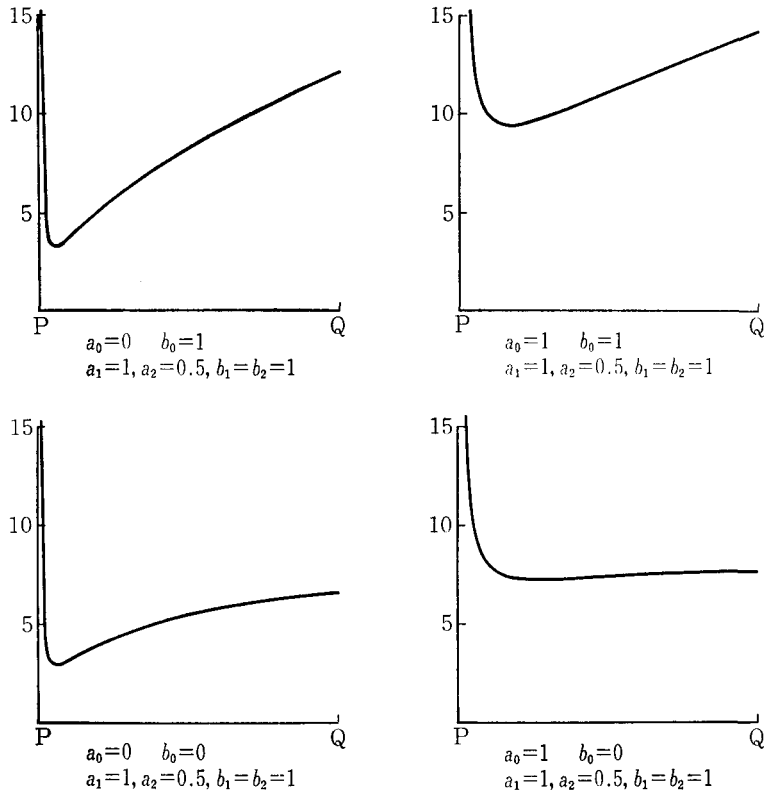 15
10
5
P Q
a₀=0 b₀=1
a₁=1, a₂=0.5, b₁=b₂=1
15
10
5
P Q
a₀=1 b₀=1
a₁=1, a₂=0.5, b₁=b₂=1
15
10
5
P Q
a₀=0 b₀=0
a₁=1, a₂=0.5, b₁=b₂=1
15
10
5
P Q
a₀=1 b₀=0
a₁=1, a₂=0.5, b₁=b₂=1